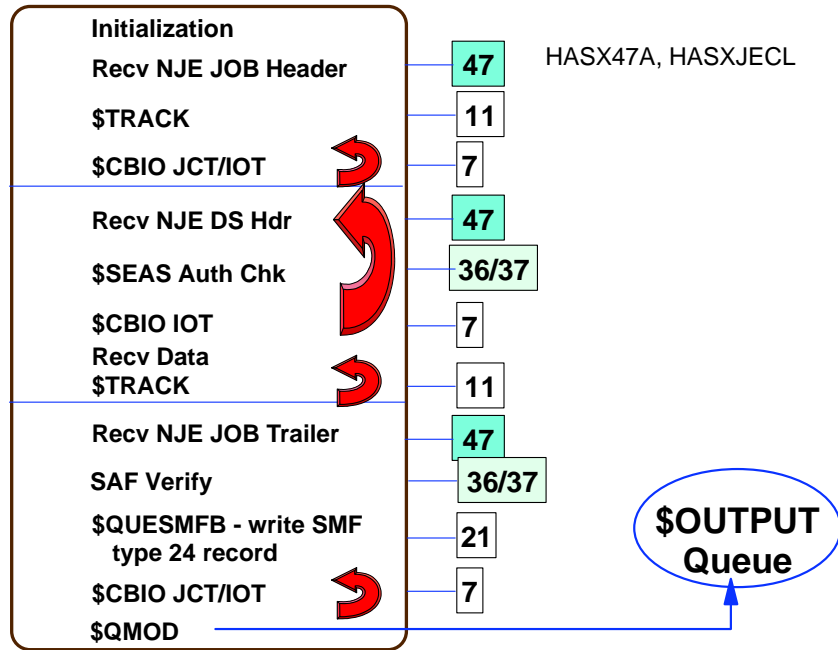 Initialization
Recv NJE JOB Header
47
HASX47A, HASXJECL
$TRACK
11
$CBIO JCT/IOT
7
Recv NJE DS Hdr
47
$SEAS Auth Chk
36/37
$CBIO IOT
7
Recv Data
$TRACK
11
Recv NJE JOB Trailer
47
SAF Verify
36/37
$QUESMFB - write SMF
type 24 record
21
$CBIO JCT/IOT
7
$QMOD
$OUTPUT
Queue